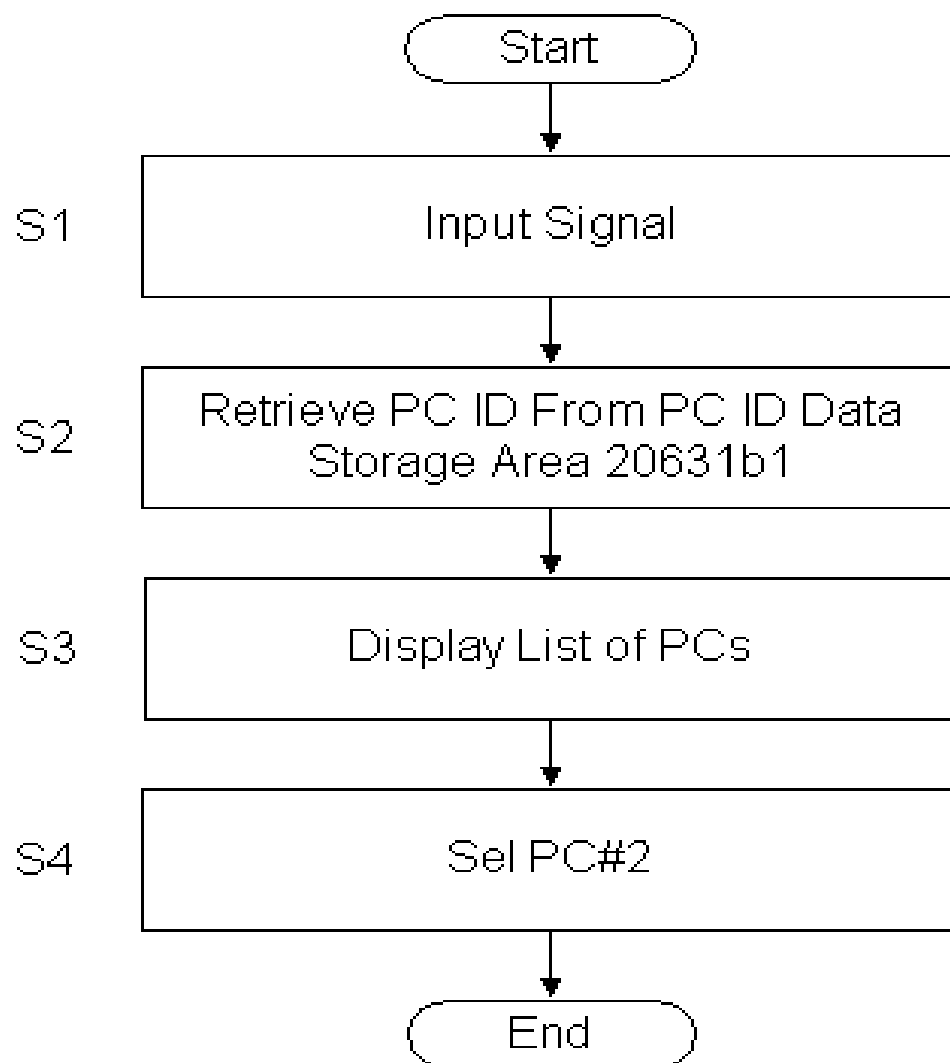 Start
S1
Input Signal
S2
Retrieve PC ID From PC ID Data
Storage Area 20631b1
S3
Display List of PCs
S4
Sel PC#2
End